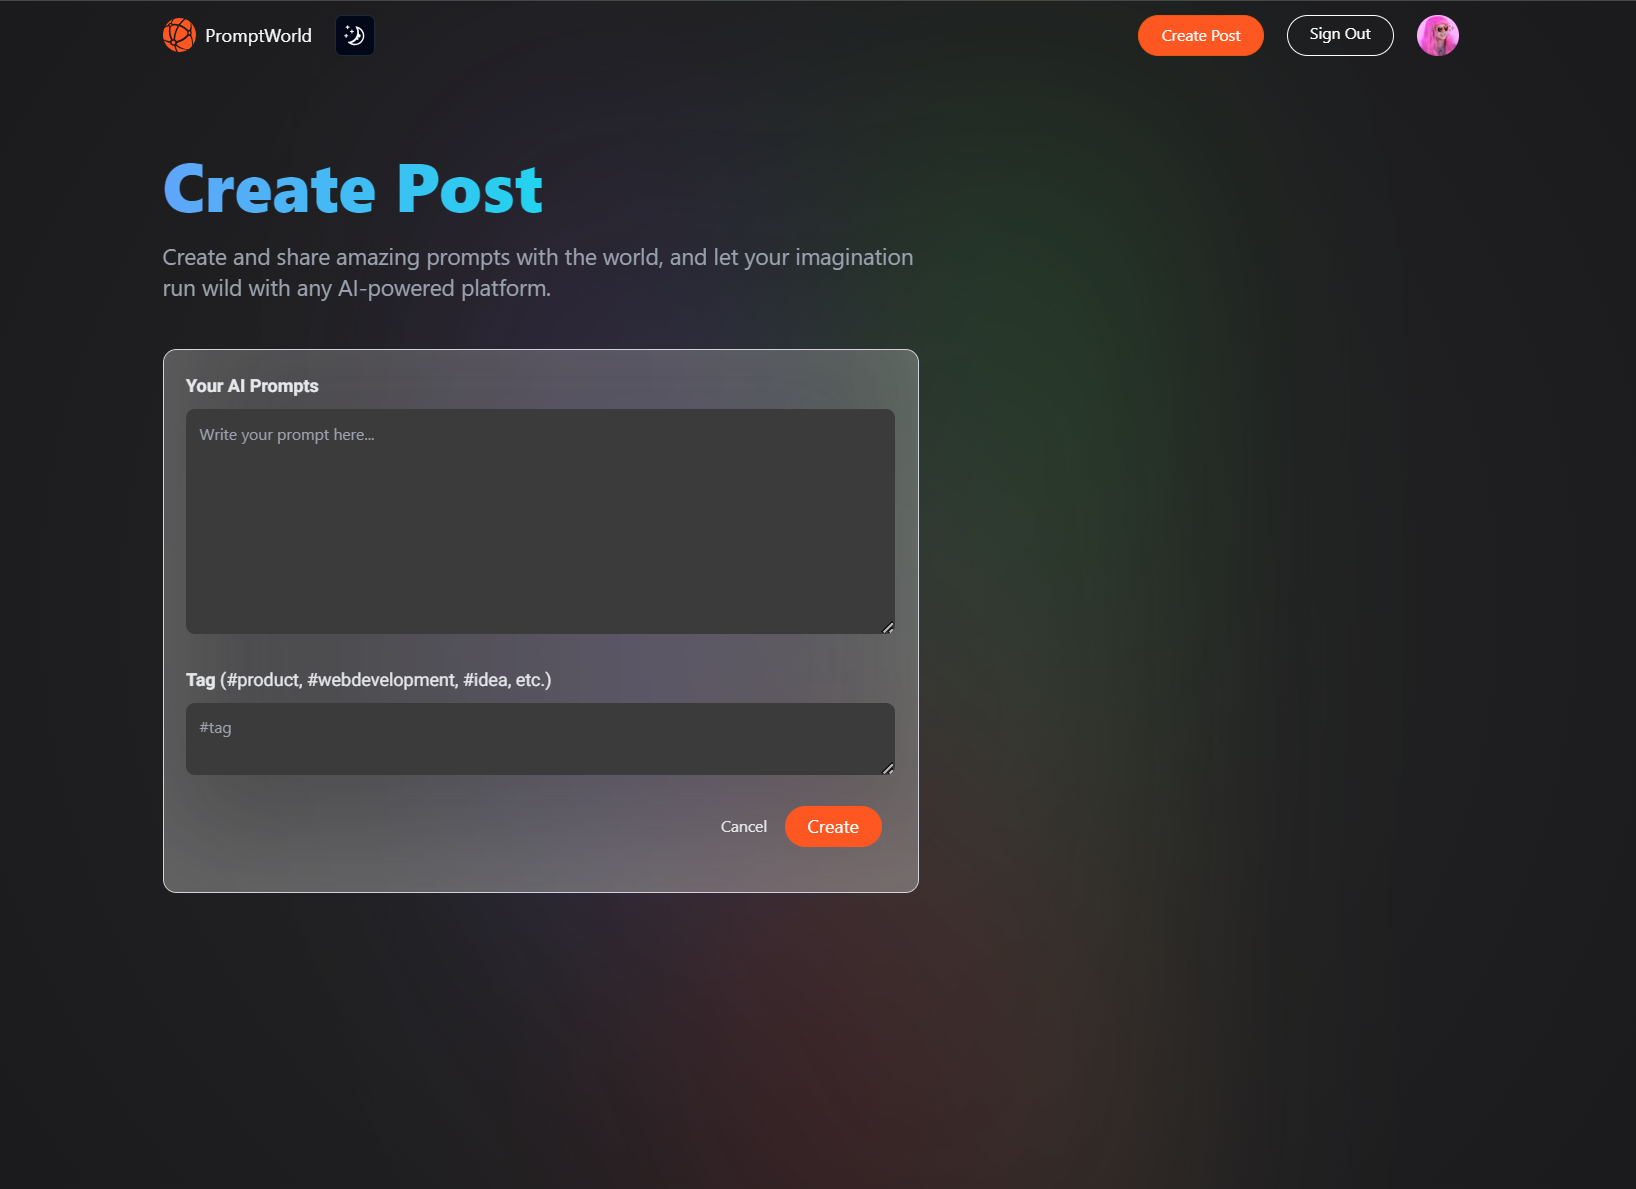 PromptWorld
Create Post
Sign Out
Create Post
Create and share amazing prompts with the world, and let your imagination
run wild with any AI-powered platform.
Your AI Prompts
Write your prompt here...
Tag (#product, #webdevelopment, #idea, etc.)
#tag
Cancel
Create